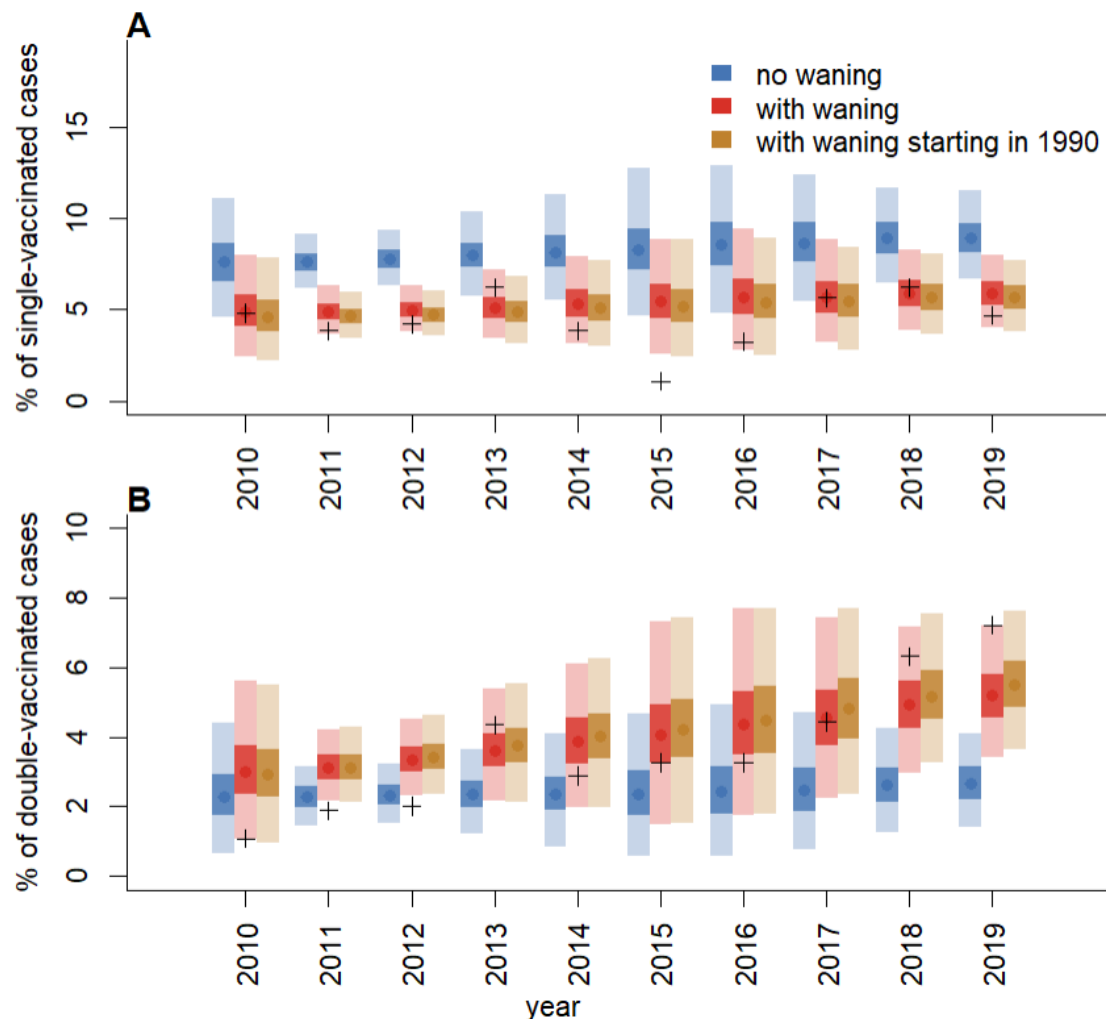 A
% of single-vaccinated cases
no waning
with waning
with waning starting in 1990
15
10
5
0
2010 2011 2012 2013 2014 2015 2016 2017 2018 2019
B
% of double-vaccinated cases
10
8
6
4
2
0
2010 2011 2012 2013 2014 2015 2016 2017 2018 2019
year